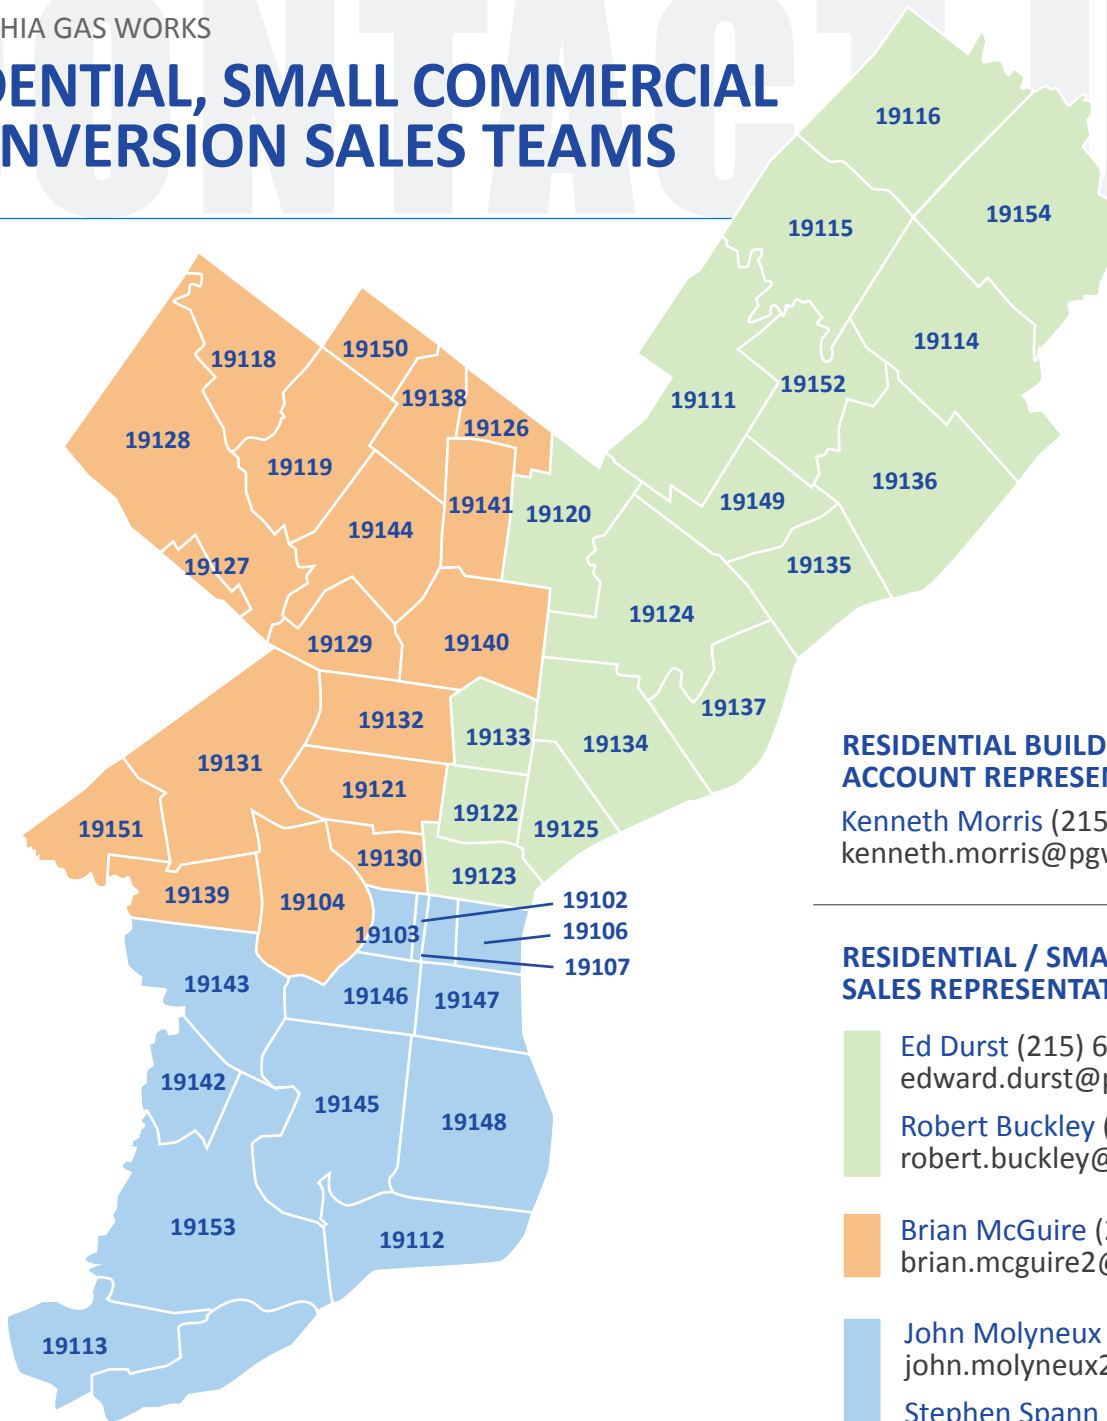 HIA GAS WORKS
DENTIAL, SMALL COMMERCIAL
NVERSION SALES TEAMS
19116
19154
19115
19114
19118
19150
19152
19138
19111
19126
19128
19119
19136
19141
19120
19149
19144
19127
19135
19124
19129
19140
19137
19132
19133
19134
19131
19121
19122
19125
19151
19130
19123
19139
19104
19102
19103
19106
19107
19143
19146
19147
19142
19145
19148
19153
19112
19113
RESIDENTIAL BUILD
ACCOUNT REPRESEN
Kenneth Morris (215
kenneth.morris@pgw
RESIDENTIAL / SMA
SALES REPRESENTAT
Ed Durst (215) 6
edward.durst@p
Robert Buckley (
robert.buckley@
Brian McGuire (2
brian.mcguire2@
John Molyneux
john.molyneux2
Stephen Spann